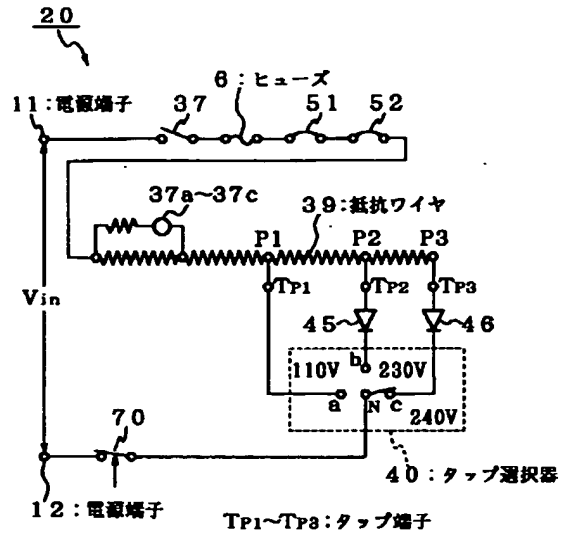 20
6:ヒューズ
11:電源端子
37
51
52
37a~37c
39:抵抗ワイヤ
P1
P2
P3
Vin
TP1
TP2
TP3
45
46
110V
b
230V
a
N
c
240V
70
40:タップ選択器
12:電源端子
TP1~TP3:タップ端子